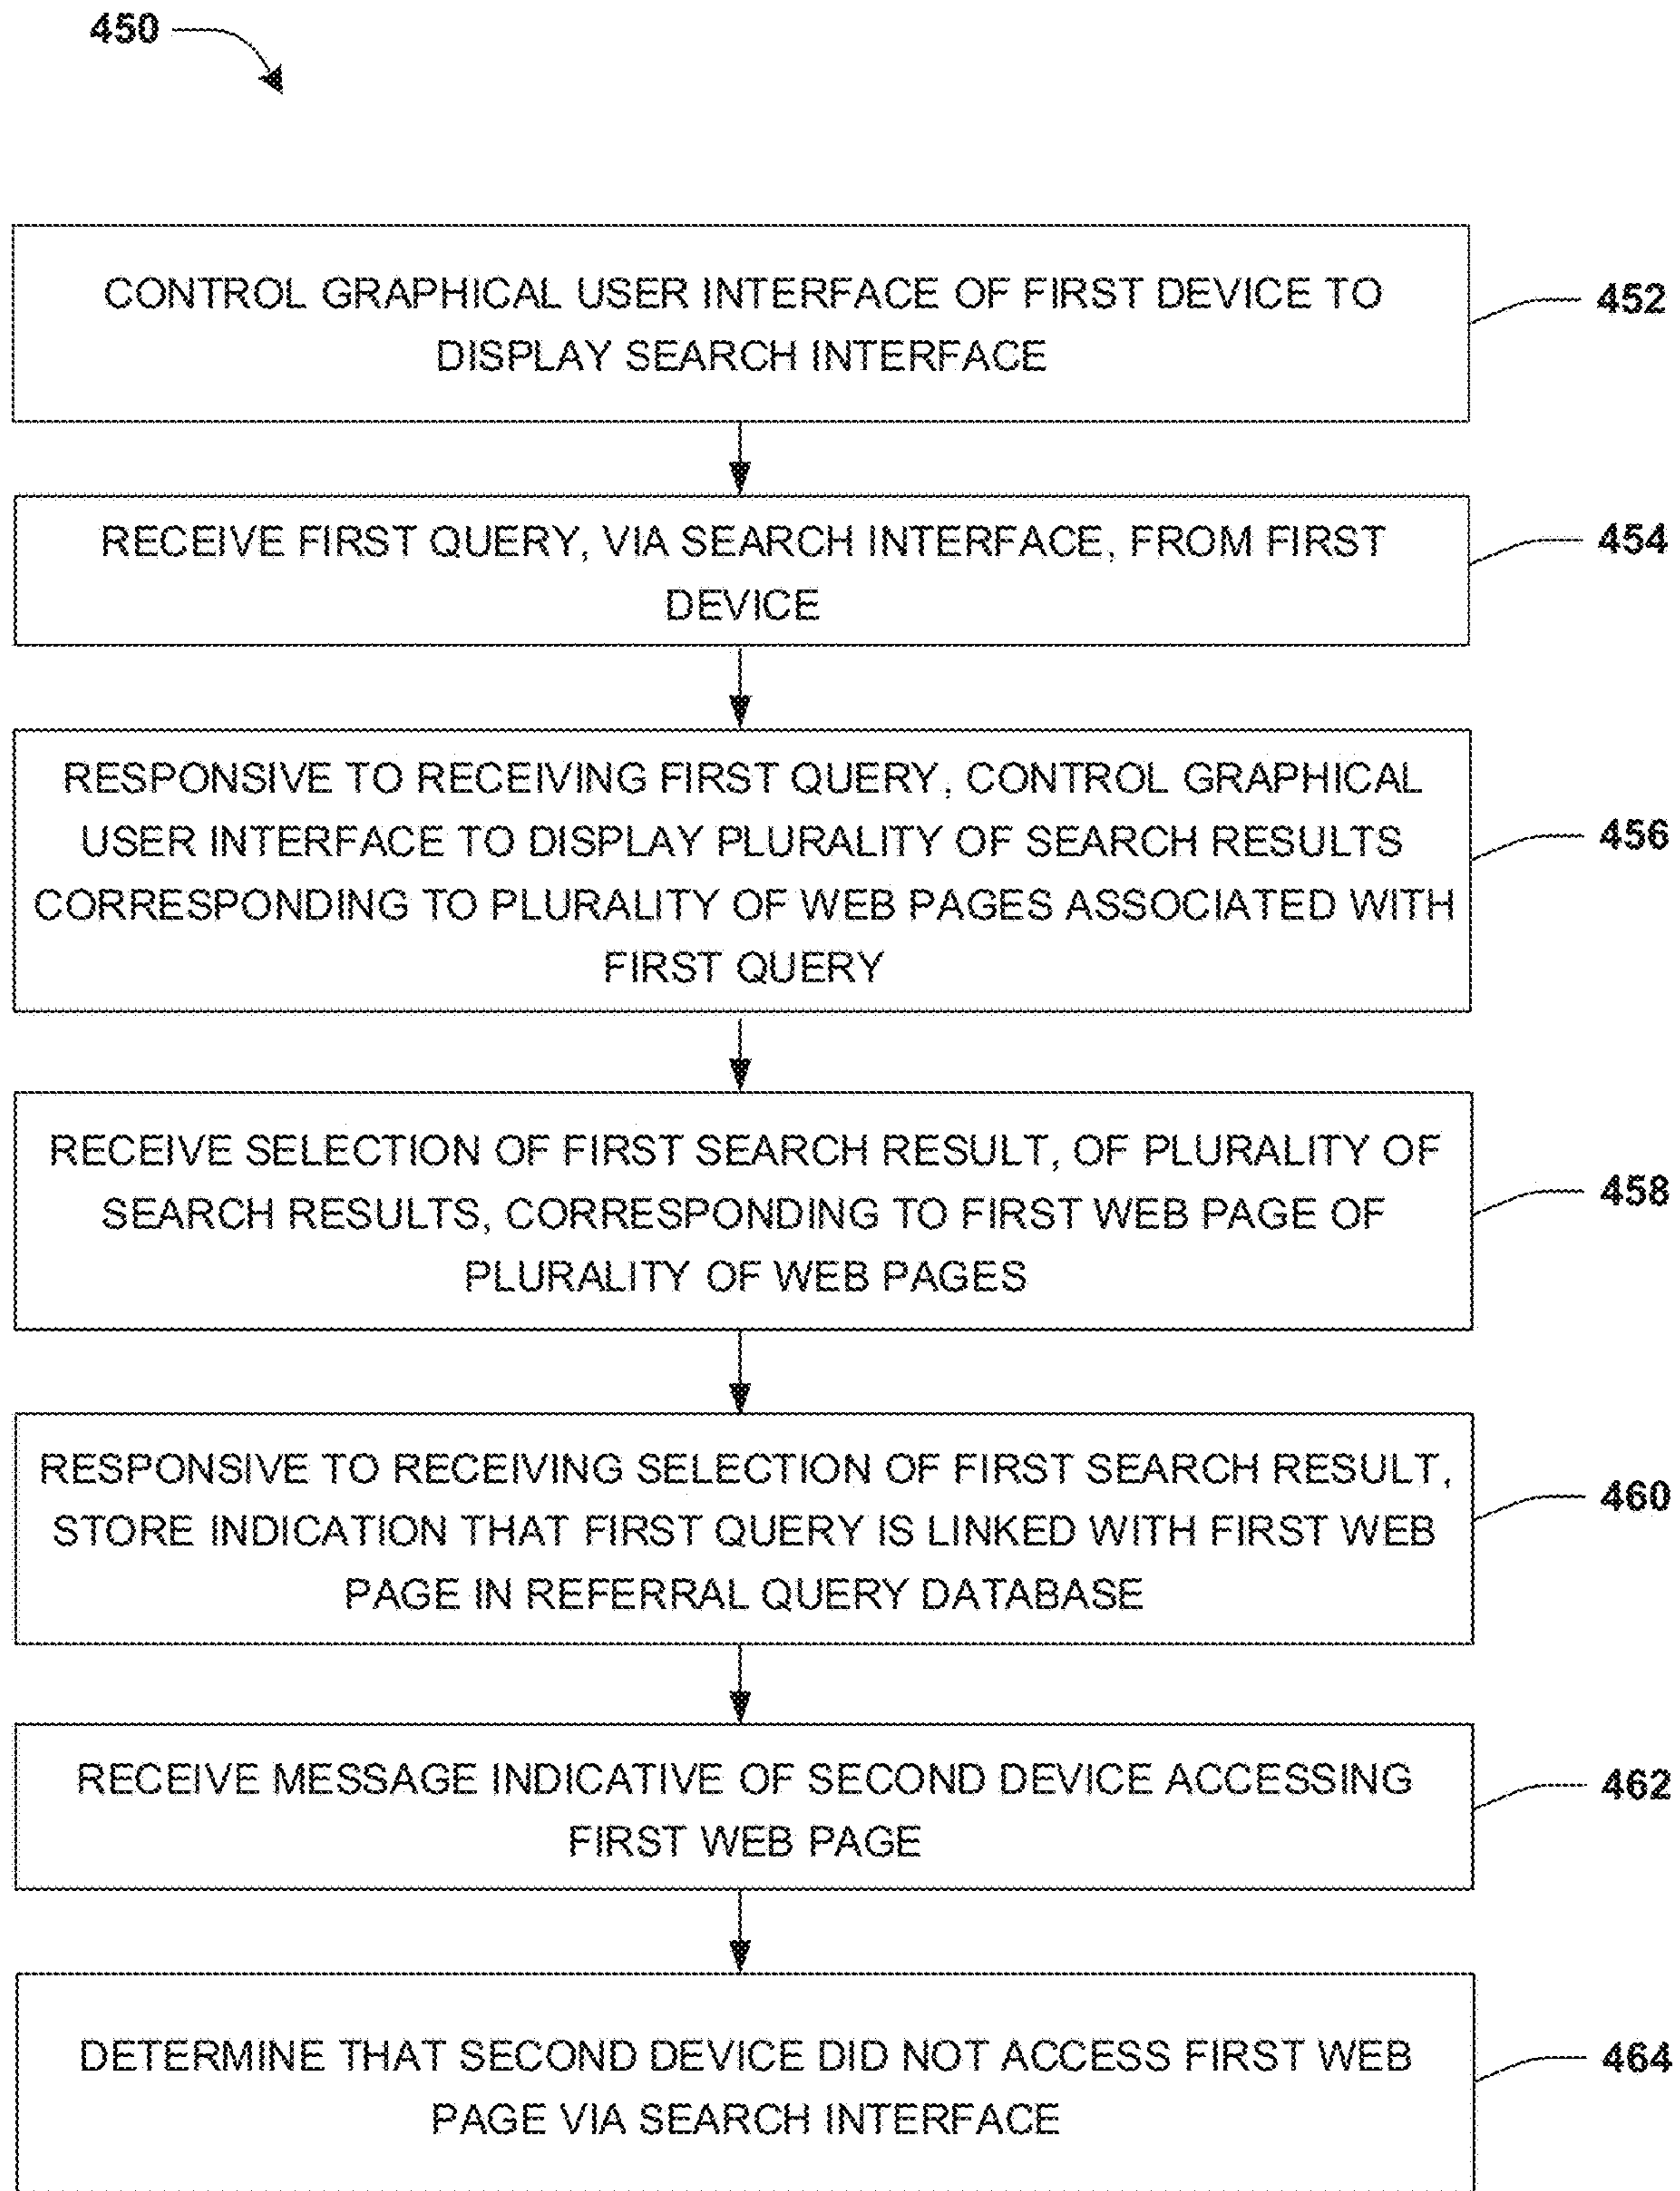 450
CONTROL GRAPHICAL USER INTERFACE OF FIRST DEVICE TO
DISPLAY SEARCH INTERFACE
452
RECEIVE FIRST QUERY, VIA SEARCH INTERFACE, FROM FIRST
DEVICE
454
RESPONSIVE TO RECEIVING FIRST QUERY, CONTROL GRAPHICAL
USER INTERFACE TO DISPLAY PLURALITY OF SEARCH RESULTS
CORRESPONDING TO PLURALITY OF WEB PAGES ASSOCIATED WITH
FIRST QUERY
456
RECEIVE SELECTION OF FIRST SEARCH RESULT, OF PLURALITY OF
SEARCH RESULTS, CORRESPONDING TO FIRST WEB PAGE OF
PLURALITY OF WEB PAGES
458
RESPONSIVE TO RECEIVING SELECTION OF FIRST SEARCH RESULT,
STORE INDICATION THAT FIRST QUERY IS LINKED WITH FIRST WEB
PAGE IN REFERRAL QUERY DATABASE
460
RECEIVE MESSAGE INDICATIVE OF SECOND DEVICE ACCESSING
FIRST WEB PAGE
462
DETERMINE THAT SECOND DEVICE DID NOT ACCESS FIRST WEB
PAGE VIA SEARCH INTERFACE
464